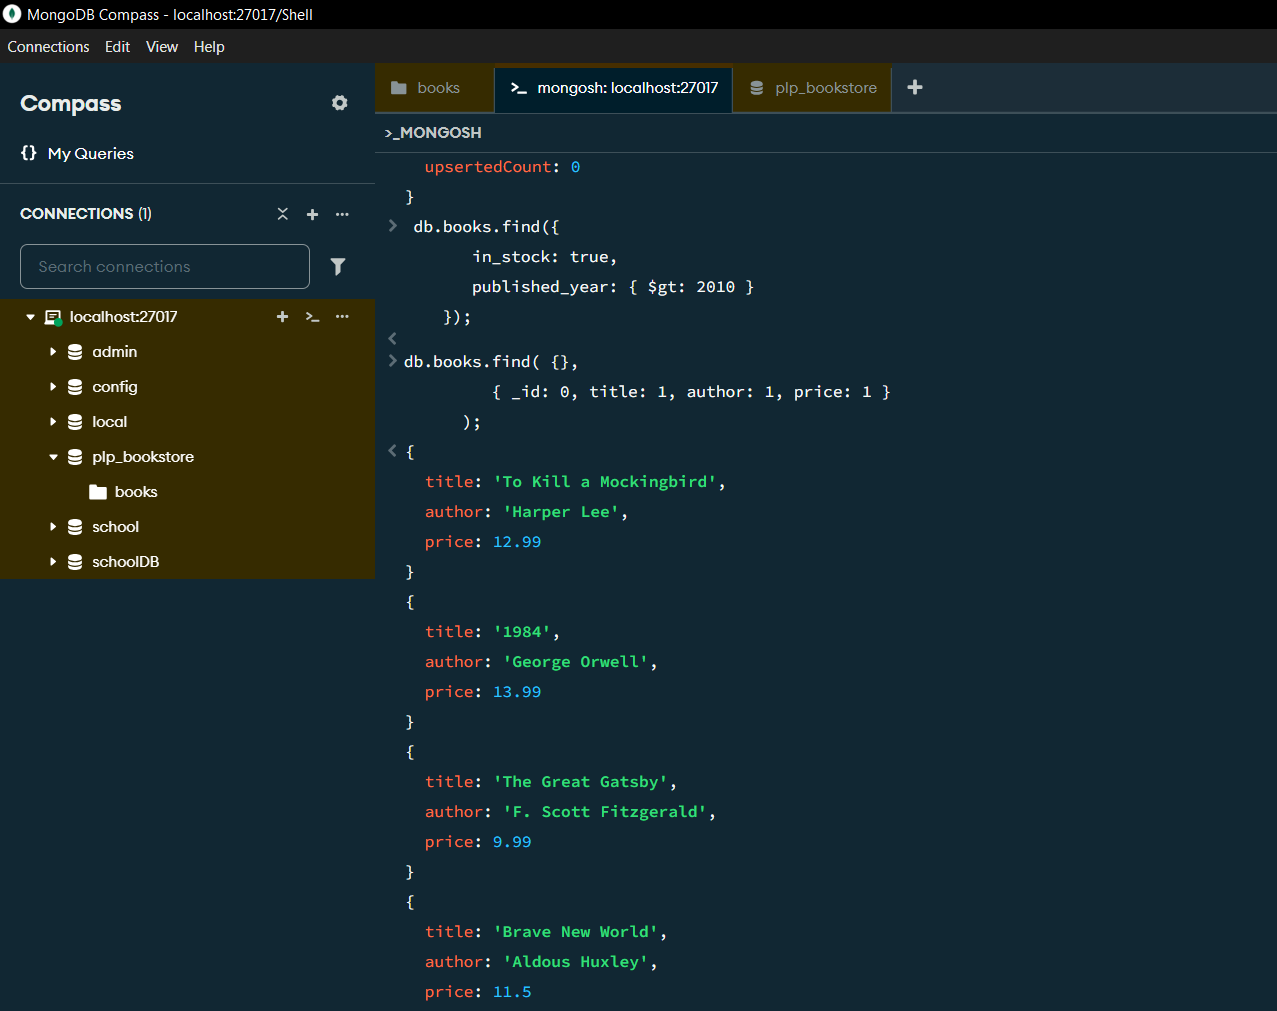 MongoDB Compass - localhost:27017/Shell
Connections Edit View Help
Compass
{} My Queries
CONNECTIONS (1)
Search connections
localhost:27017
admin
config
local
plp_bookstore
books
school
schoolDB
books
>_ mongosh: localhost:27017
plp_bookstore
>_MONGOSH
upsertedCount: 0
}
> db.books.find({
in_stock: true,
published_year: { $gt: 2010 }
});
<
> db.books.find( {},
{ _id: 0, title: 1, author: 1, price: 1 }
);
< {
title: 'To Kill a Mockingbird',
author: 'Harper Lee',
price: 12.99
}
{
title: '1984',
author: 'George Orwell',
price: 13.99
}
{
title: 'The Great Gatsby',
author: 'F. Scott Fitzgerald',
price: 9.99
}
{
title: 'Brave New World',
author: 'Aldous Huxley',
price: 11.5